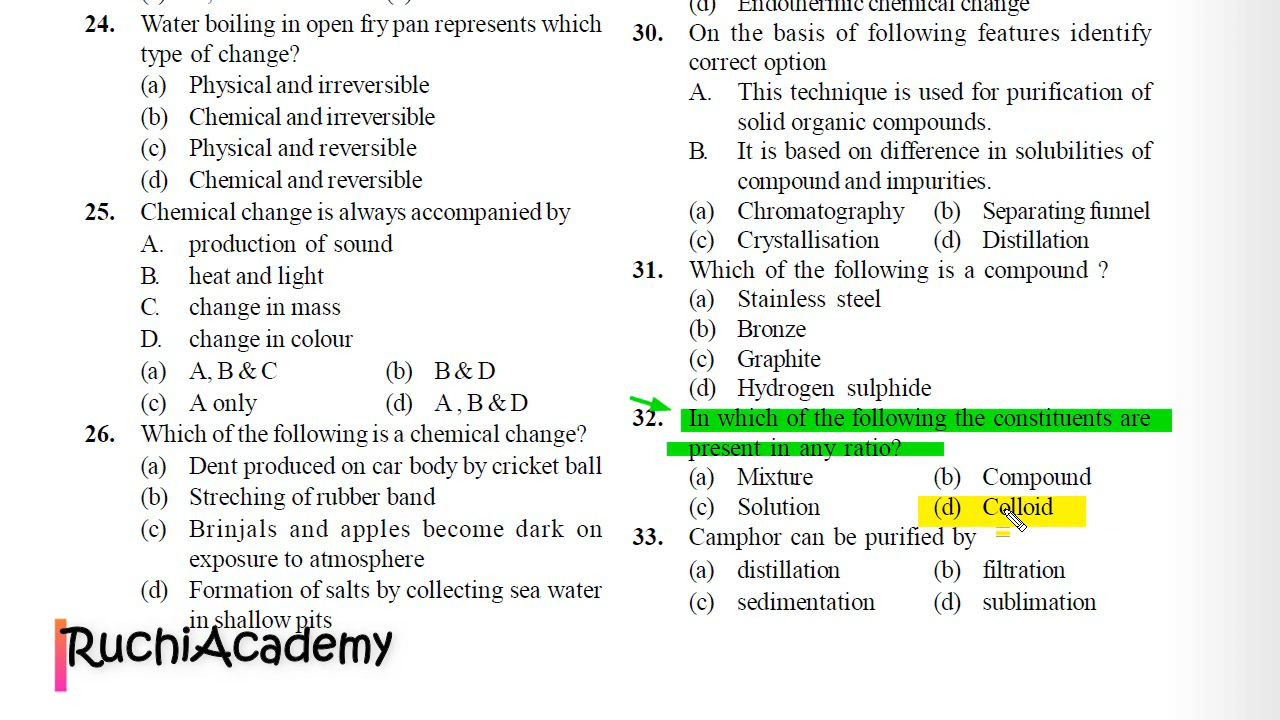 24. Water boiling in open fry pan represents which
type of change?
(a) Physical and irreversible
(b) Chemical and irreversible
(c) Physical and reversible
(d) Chemical and reversible
25. Chemical change is always accompanied by
A. production of sound
B. heat and light
C. change in mass
D. change in colour
(a) A, B & C (b) B & D
(c) A only (d) A , B & D
26. Which of the following is a chemical change?
(a) Dent produced on car body by cricket ball
(b) Streching of rubber band
(c) Brinjals and apples become dark on
exposure to atmosphere
(d) Formation of salts by collecting sea water
in shallow pits
(d) Endothermic chemical change
30. On the basis of following features identify
correct option
A. This technique is used for purification of
solid organic compounds.
B. It is based on difference in solubilities of
compound and impurities.
(a) Chromatography (b) Separating funnel
(c) Crystallisation (d) Distillation
31. Which of the following is a compound ?
(a) Stainless steel
(b) Bronze
(c) Graphite
(d) Hydrogen sulphide
32. In which of the following the constituents are
present in any ratio?
(a) Mixture (b) Compound
(c) Solution (d) Colloid
33. Camphor can be purified by
(a) distillation (b) filtration
(c) sedimentation (d) sublimation
RuchiAcademy